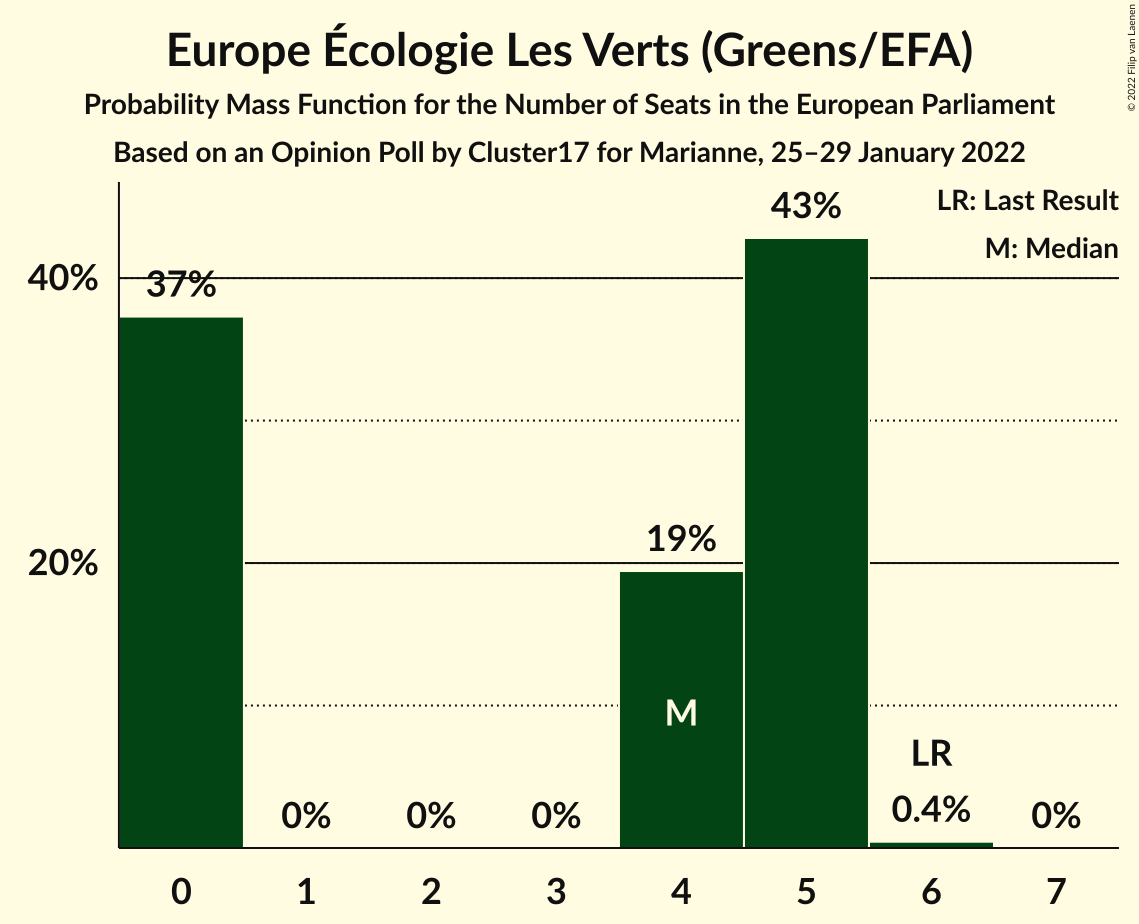 Europe Écologie Les Verts (Greens/EFA)
Probability Mass Function for the Number of Seats in the European Parliament
Based on an Opinion Poll by Cluster17 for Marianne, 25–29 January 2022
© 2022 Filip van Laenen
LR: Last Result
M: Median
43%
40%
37%
19%
20%
M
LR
0%
0%
0%
0.4%
0%
0
1
2
3
4
5
6
7